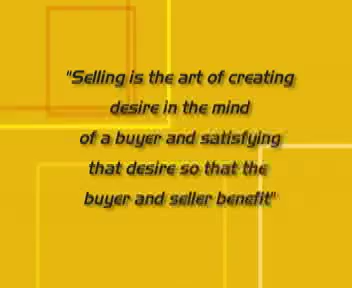 "Selling is the art of creating
desire in the mind
of a buyer and satisfying
that desire so that the
buyer and seller benefit"